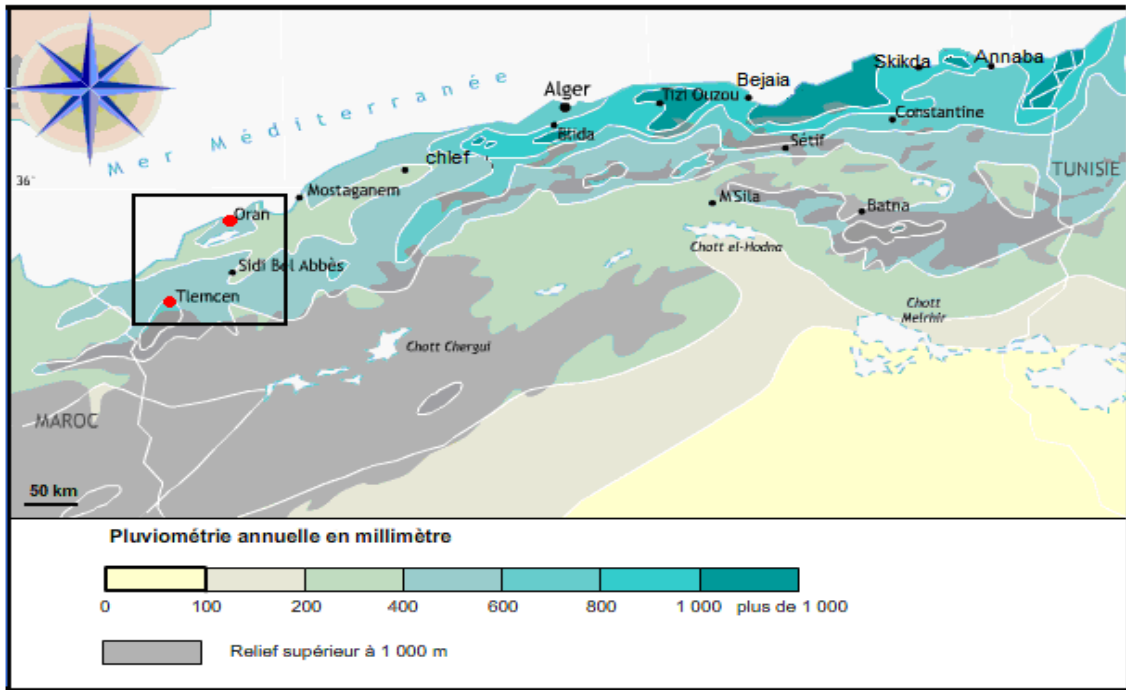 Mer Méditerranée
Skikda
Annaba
Bejaia
Alger
Tizi Ouzou
Constantine
Blida
Sétif
chlef
TUNISIE
36°
Mostaganem
M'Sila
Batna
Oran
Chott el-Hodna
Sidi Bel Abbès
Tlemcen
Chott
Melrhir
Chott Chergui
MAROC
50 km
Pluviométrie annuelle en millimètre
0 100 200 400 600 800 1 000 plus de 1 000
Relief supérieur à 1 000 m